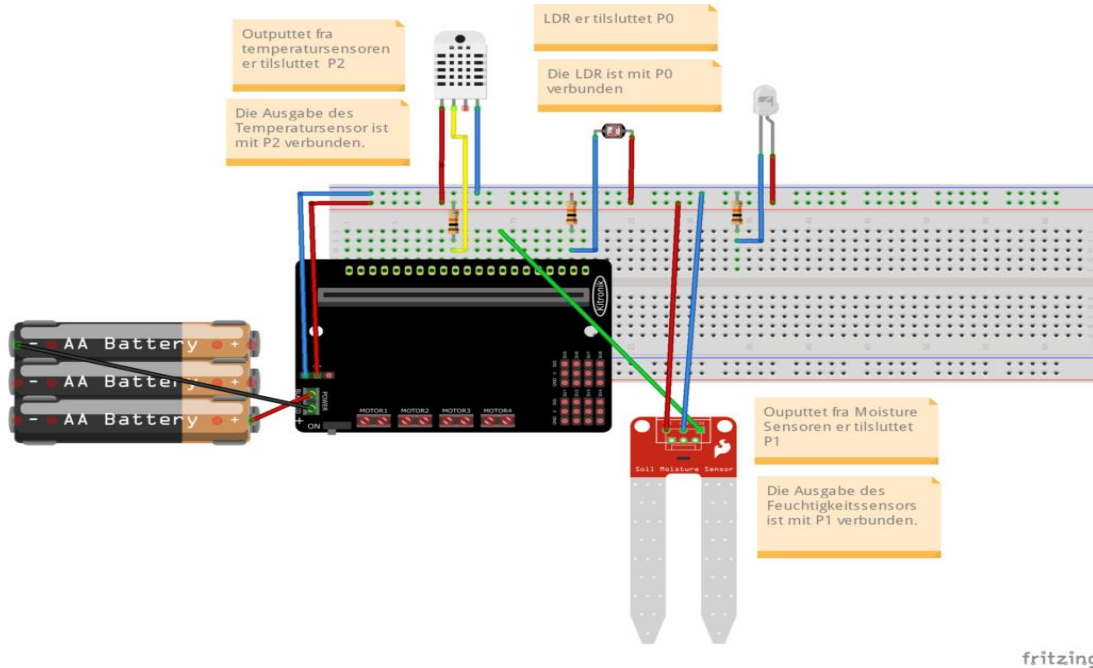 Outputtet fra
temperatursensoren
er tilsluttet P2
Die Ausgabe des
Temperatursensor ist
mit P2 verbunden.
LDR er tilsluttet P0
Die LDR ist mit P0
verbunden
Kitronik
- AA Battery +
- AA Battery +
- AA Battery +
POWER
+
ON
MOTOR1 MOTOR2 MOTOR3 MOTOR4
Soil Moisture Sensor
Ouputtet fra Moisture
Sensoren er tilsluttet
P1
Die Ausgabe des
Feuchtigkeitssensors
ist mit P1 verbunden.
fritzing